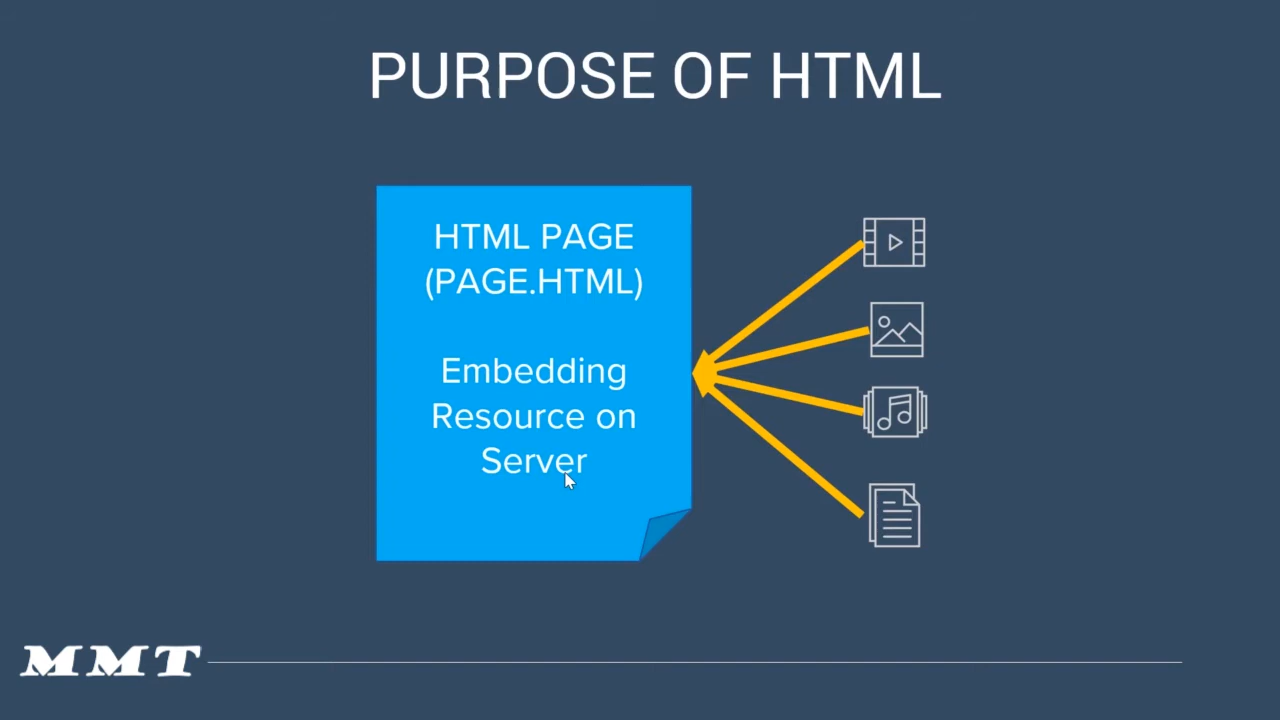 PURPOSE OF HTML
HTML PAGE
(PAGE.HTML)
Embedding
Resource on
Server
MMT